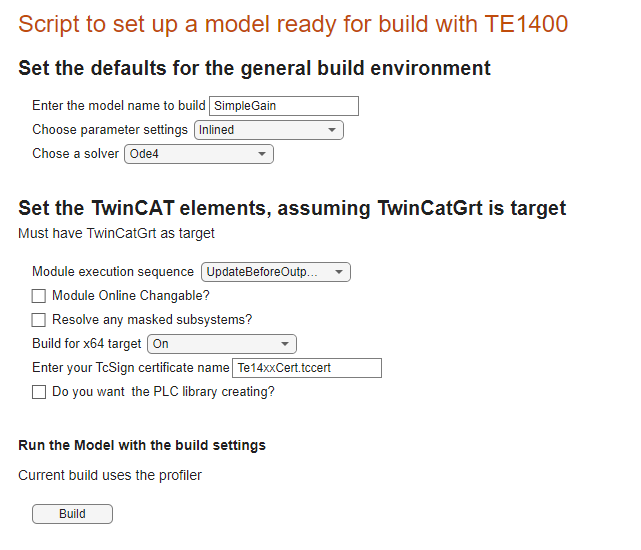 Script to set up a model ready for build with TE1400
Set the defaults for the general build environment
Enter the model name to build SimpleGain
Choose parameter settings Inlined
Chose a solver Ode4
Set the TwinCAT elements, assuming TwinCatGrt is target
Must have TwinCatGrt as target
Module execution sequence UpdateBeforeOutp...
Module Online Changable?
Resolve any masked subsystems?
Build for x64 target On
Enter your TcSign certificate name Te14xxCert.tccert
Do you want the PLC library creating?
Run the Model with the build settings
Current build uses the profiler
Build